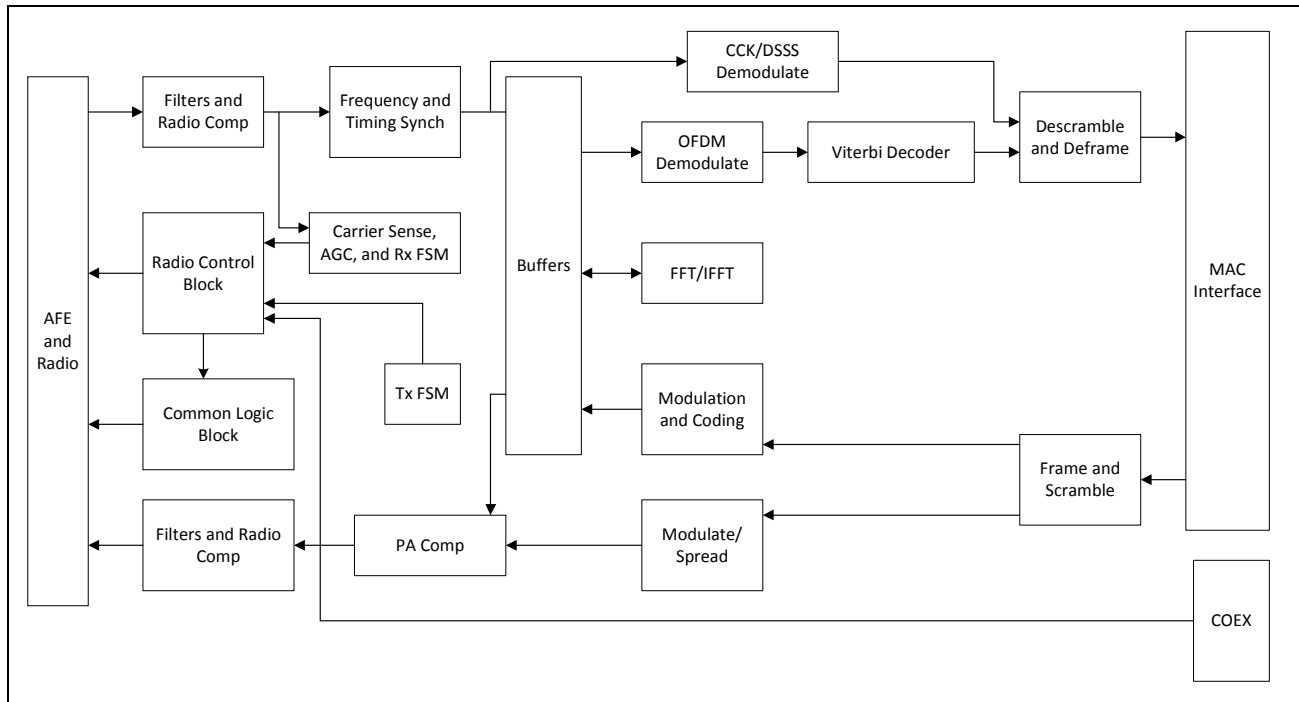 CCK/DSSS
Demodulate
Filters and
Radio Comp
Frequency and
Timing Synch
Descramble
and Deframe
OFDM
Demodulate
Viterbi Decoder
Carrier Sense,
AGC, and Rx FSM
Radio Control
Block
Buffers
FFT/IFFT
MAC
Interface
AFE
and
Radio
Tx FSM
Common Logic
Block
Modulation
and Coding
Frame and
Scramble
Filters and Radio
Comp
PA Comp
Modulate/
Spread
COEX